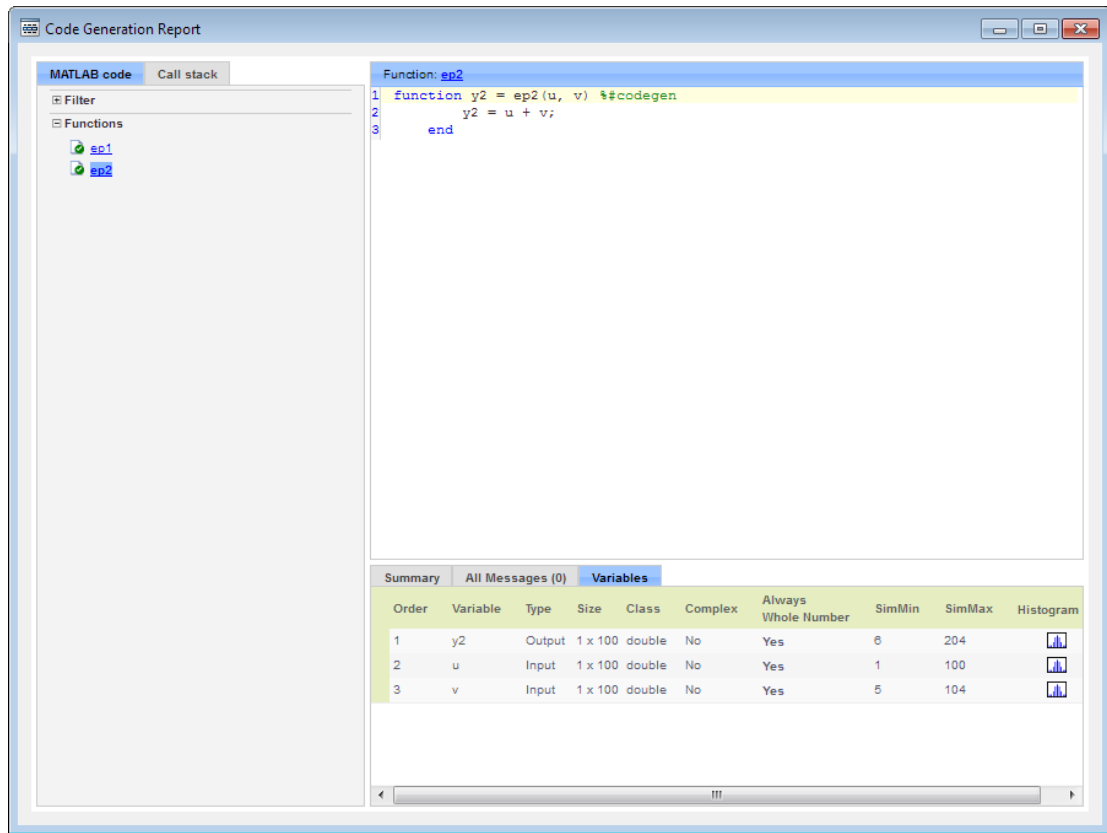 Code Generation Report
MATLAB code Call stack
Filter
Functions
ep1
ep2
Function: ep2
1 function y2 = ep2(u, v) %#codegen
2 y2 = u + v;
3 end
Summary All Messages (0) Variables
Order Variable Type Size Class Complex Always Whole Number SimMin SimMax Histogram
1 y2 Output 1 x 100 double No Yes 6 204
2 u Input 1 x 100 double No Yes 1 100
3 v Input 1 x 100 double No Yes 5 104